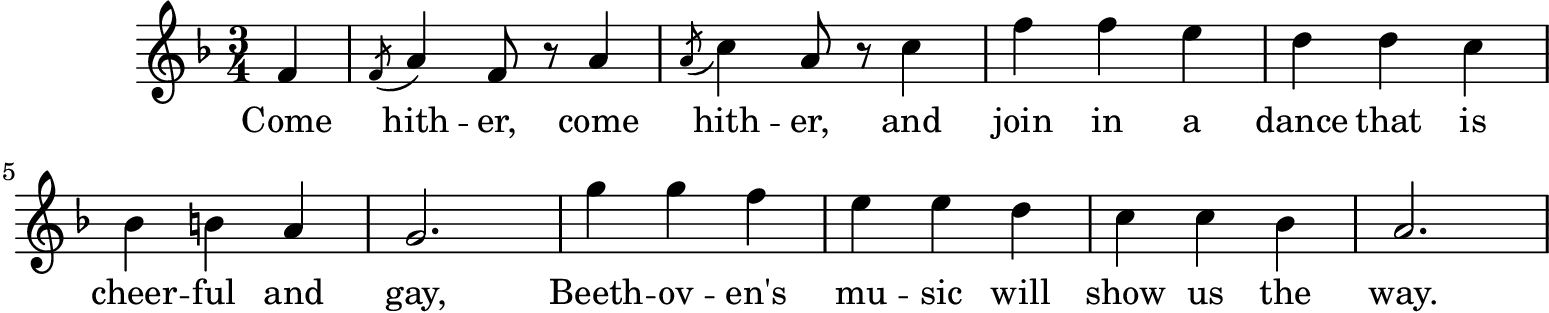 3
4
Come hith -- er, come hith -- er, and join in a dance that is
5
cheer -- ful and gay, Beeth -- ov -- en's mu -- sic will show us the way.